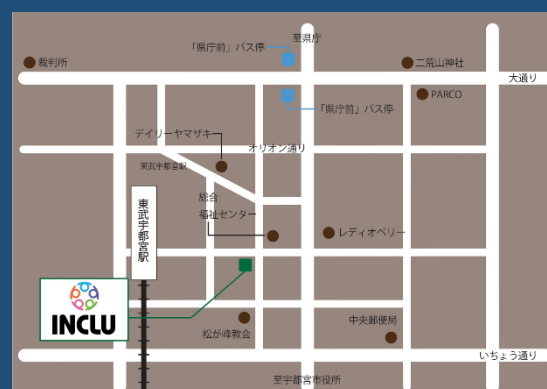 至県庁
「県庁前」バス停
裁判所
二荒山神社
大通り
PARCO
「県庁前」バス停
デイリーヤマザキ
オリオン通り
東武宇都宮駅
総合
福祉センター
東武宇都宮駅
レディオベリー
INCLU
松が峰教会
中央郵便局
いちょう通り
至宇都宮市役所